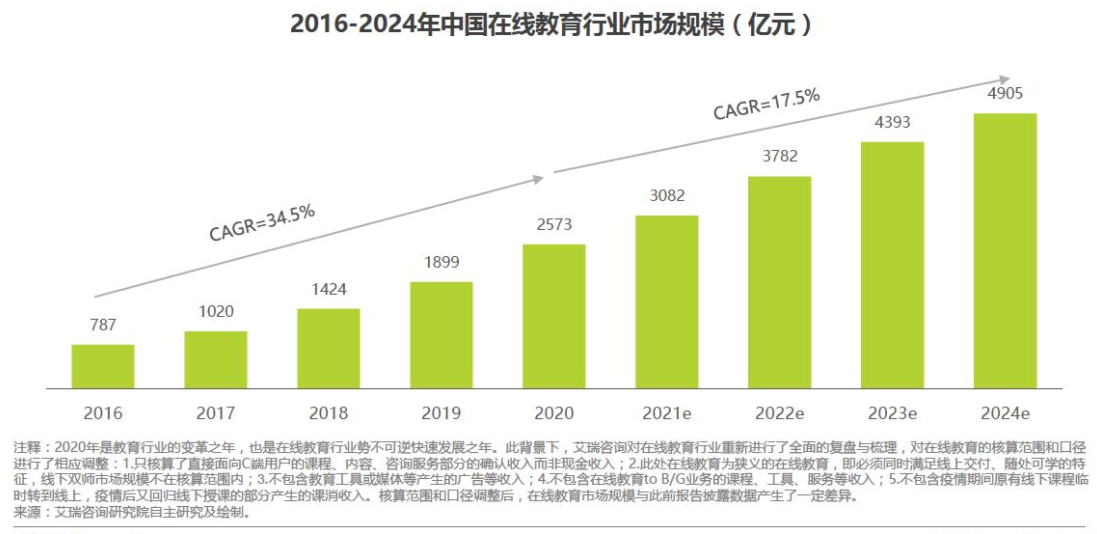 2016-2024年中国在线教育行业市场规模（亿元）
CAGR=17.5%
4905
4393
3782
3082
CAGR=34.5%
2573
1899
1424
1020
787
2016 2017 2018 2019 2020 2021e 2022e 2023e 2024e
注释：2020年是教育行业的变革之年，也是在线教育行业势不可逆快速发展之年。此背景下，艾瑞咨询对在线教育行业重新进行了全面的复盘与梳理，对在线教育的核算范围和口径
进行了相应调整：1.只核算了直接面向C端用户的课程、内容、咨询服务部分的确认收入而非现金收入；2.此处在线教育为狭义的在线教育，即必须同时满足线上交付、随处可学的特
征，线下双师市场规模不在核算范围内；3.不包含教育工具或媒体等产生的广告等收入；4.不包含在线教育to B/G业务的课程、工具、服务等收入；5.不包含疫情期间原有线下课程临
时转到线上，疫情后又回归线下授课的部分产生的课消收入。核算范围和口径调整后，在线教育市场规模与此前报告披露数据产生了一定差异。
来源：艾瑞咨询研究院自主研究及绘制。